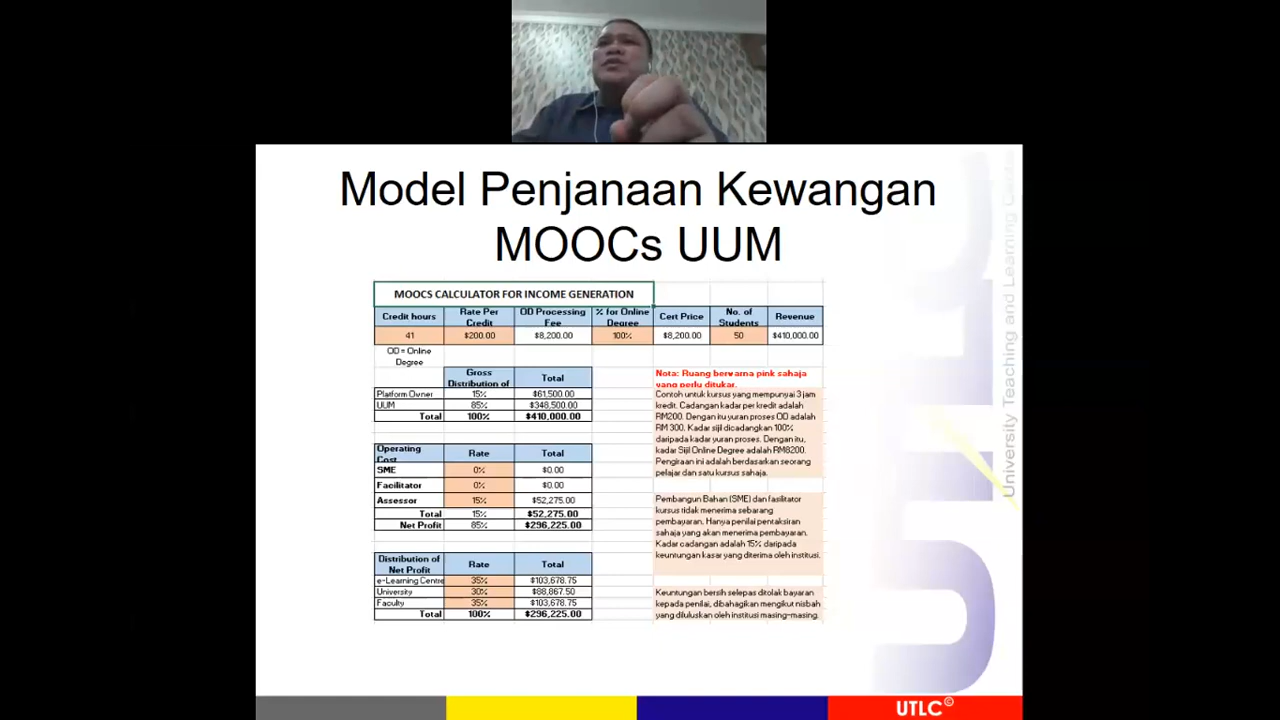 Model Penjanaan Kewangan
MOOCs UUM
MOOCS CALCULATOR FOR INCOME GENERATION
Credit hours Rate Per Credit OD Processing Fee % for Online Degree Cert Price No. of Students Revenue
41 $200.00 $8,200.00 100% $8,200.00 50 $410,000.00
OD = Online
Degree
Gross Distribution of Total
Platform Owner 15% $61,500.00
UUM 85% $348,500.00
Total 100% $410,000.00
Operating Cost Rate Total
SME 0% $0.00
Facilitator 0% $0.00
Assessor 15% $52,275.00
Total 15% $52,275.00
Net Profit 85% $296,225.00
Distribution of Net Profit Rate Total
e-Learning Centre 35% $103,678.75
University 30% $88,867.50
Faculty 35% $103,678.75
Total 100% $296,225.00
Nota: Ruang berwarna pink sahaja
yang perlu ditukar.
Contoh untuk kursus yang mempunyai 3 jam
kredit. Cadangan kadar per kredit adalah
RM200. Dengan itu yuran proses OD adalah
RM 300. Kadar sijil dicadangkan 100%
daripada kadar yuran proses. Dengan itu,
kadar Sijil Online Degree adalah RM8200.
Pengiraan ini adalah berdasarkan seorang
pelajar dan satu kursus sahaja.
Pembangun Bahan (SME) dan fasilitator
kursus tidak menerima sebarang
pembayaran. Hanya penilai pentaksiran
sahaja yang akan menerima pembayaran.
Kadar cadangan adalah 15% daripada
keuntungan kasar yang diterima oleh institusi.
Keuntungan bersih selepas ditolak bayaran
kepada penilai, dibahagikan mengikut nisbah
yang diluluskan oleh institusi masing-masing.
University Teaching and Learning
UTLC©